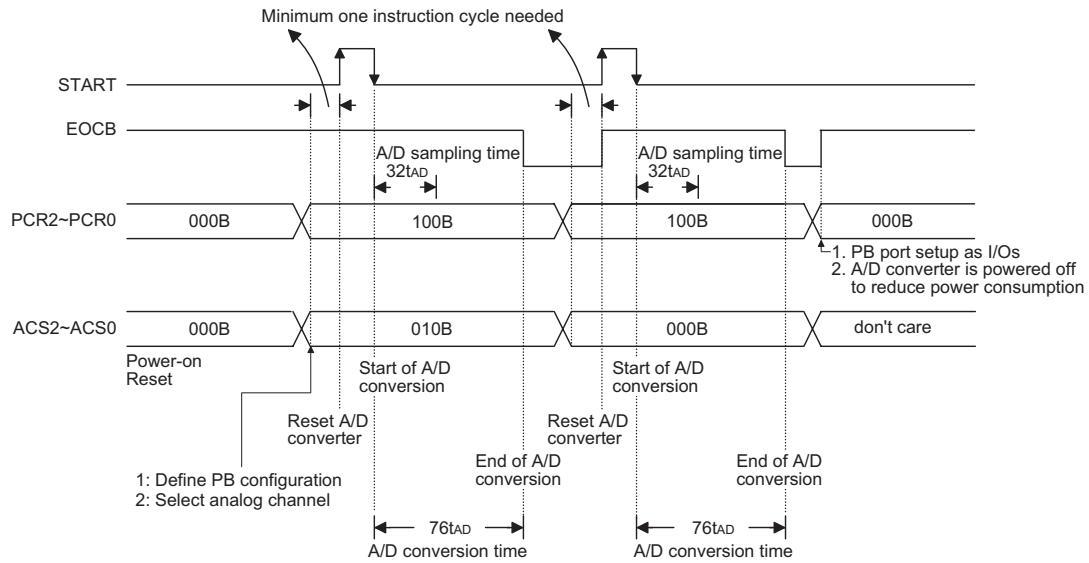 Minimum one instruction cycle needed
START
EOCB
A/D sampling time
32tAD
A/D sampling time
32tAD
PCR2~PCR0
000B
100B
100B
000B
1. PB port setup as I/Os
2. A/D converter is powered off
to reduce power consumption
ACS2~ACS0
000B
010B
000B
don't care
Power-on
Reset
Start of A/D
conversion
Start of A/D
conversion
Reset A/D
converter
Reset A/D
converter
1: Define PB configuration
2: Select analog channel
End of A/D
conversion
End of A/D
conversion
76tAD
A/D conversion time
76tAD
A/D conversion time